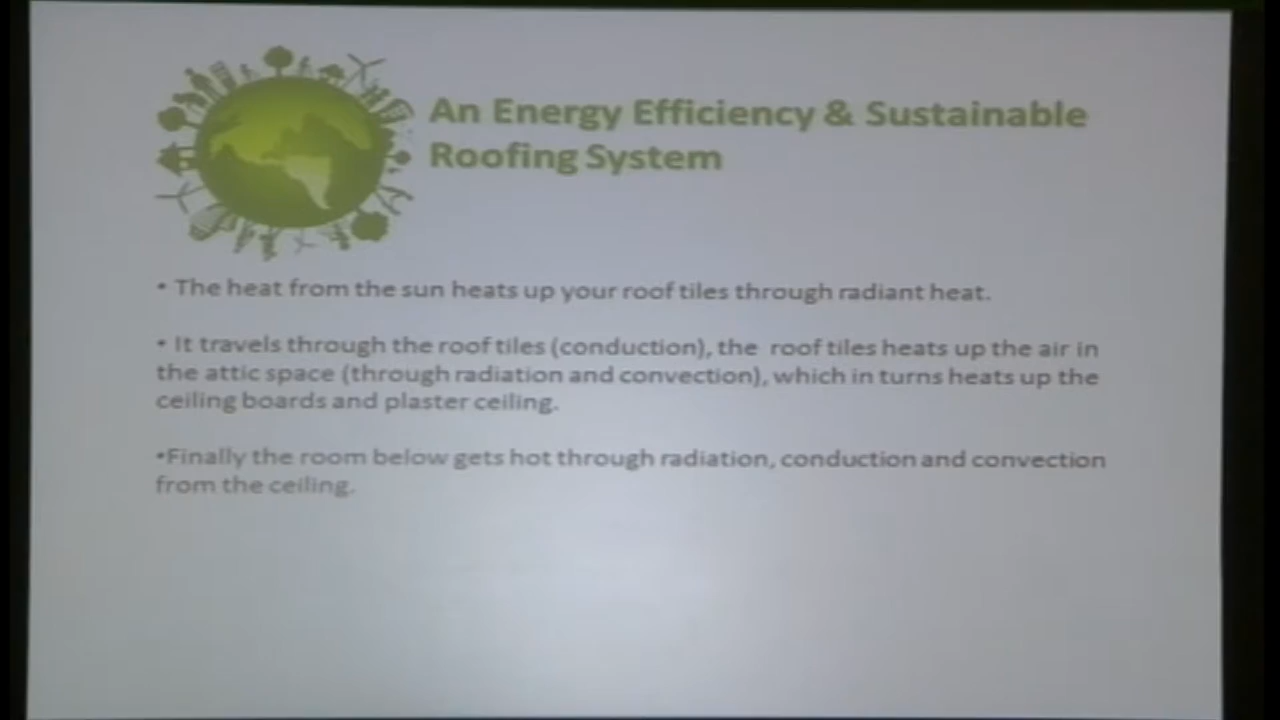 An Energy Efficiency & Sustainable
Roofing System
• The heat from the sun heats up your roof tiles through radiant heat.
• It travels through the roof tiles (conduction), the roof tiles heats up the air in
the attic space (through radiation and convection), which in turns heats up the
ceiling boards and plaster ceiling.
•Finally the room below gets hot through radiation, conduction and convection
from the ceiling.